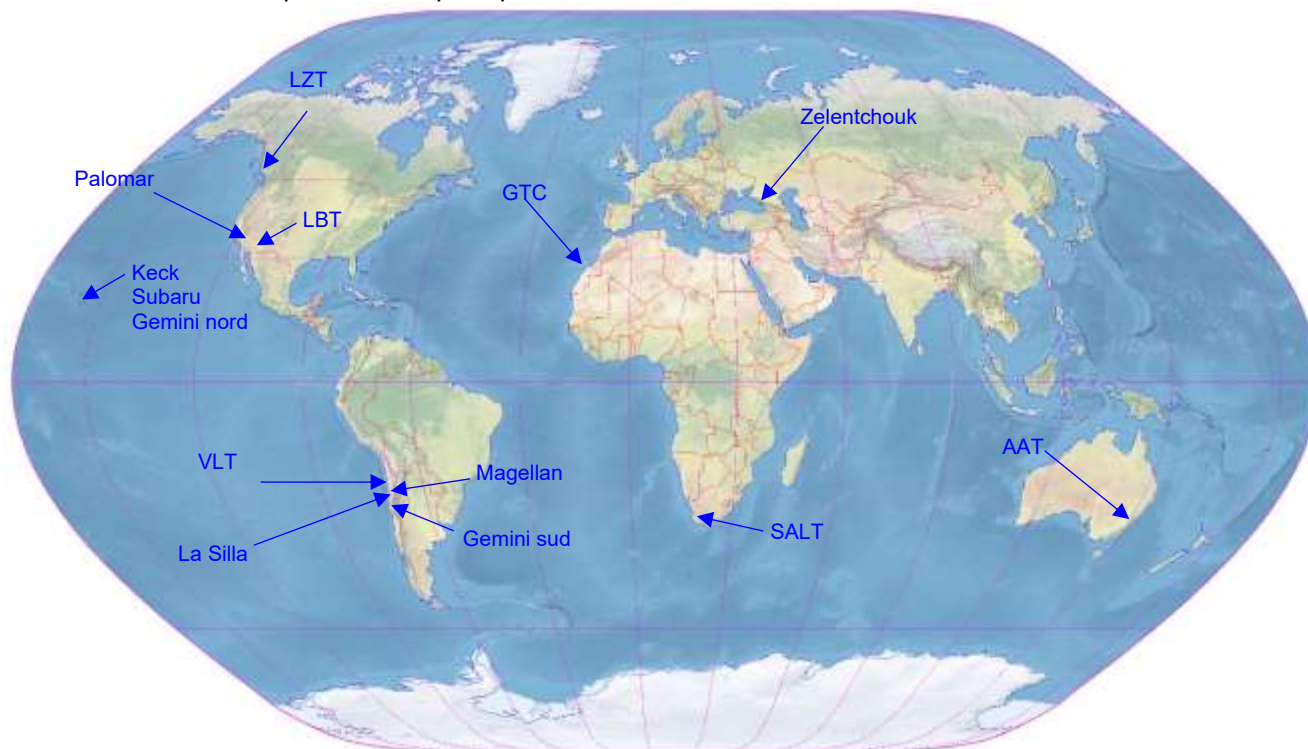 LZT
Zelentchouk
Palomar
GTC
LBT
Keck
Subaru
Gemini nord
VLT
Magellan
AAT
La Silla
Gemini sud
SALT